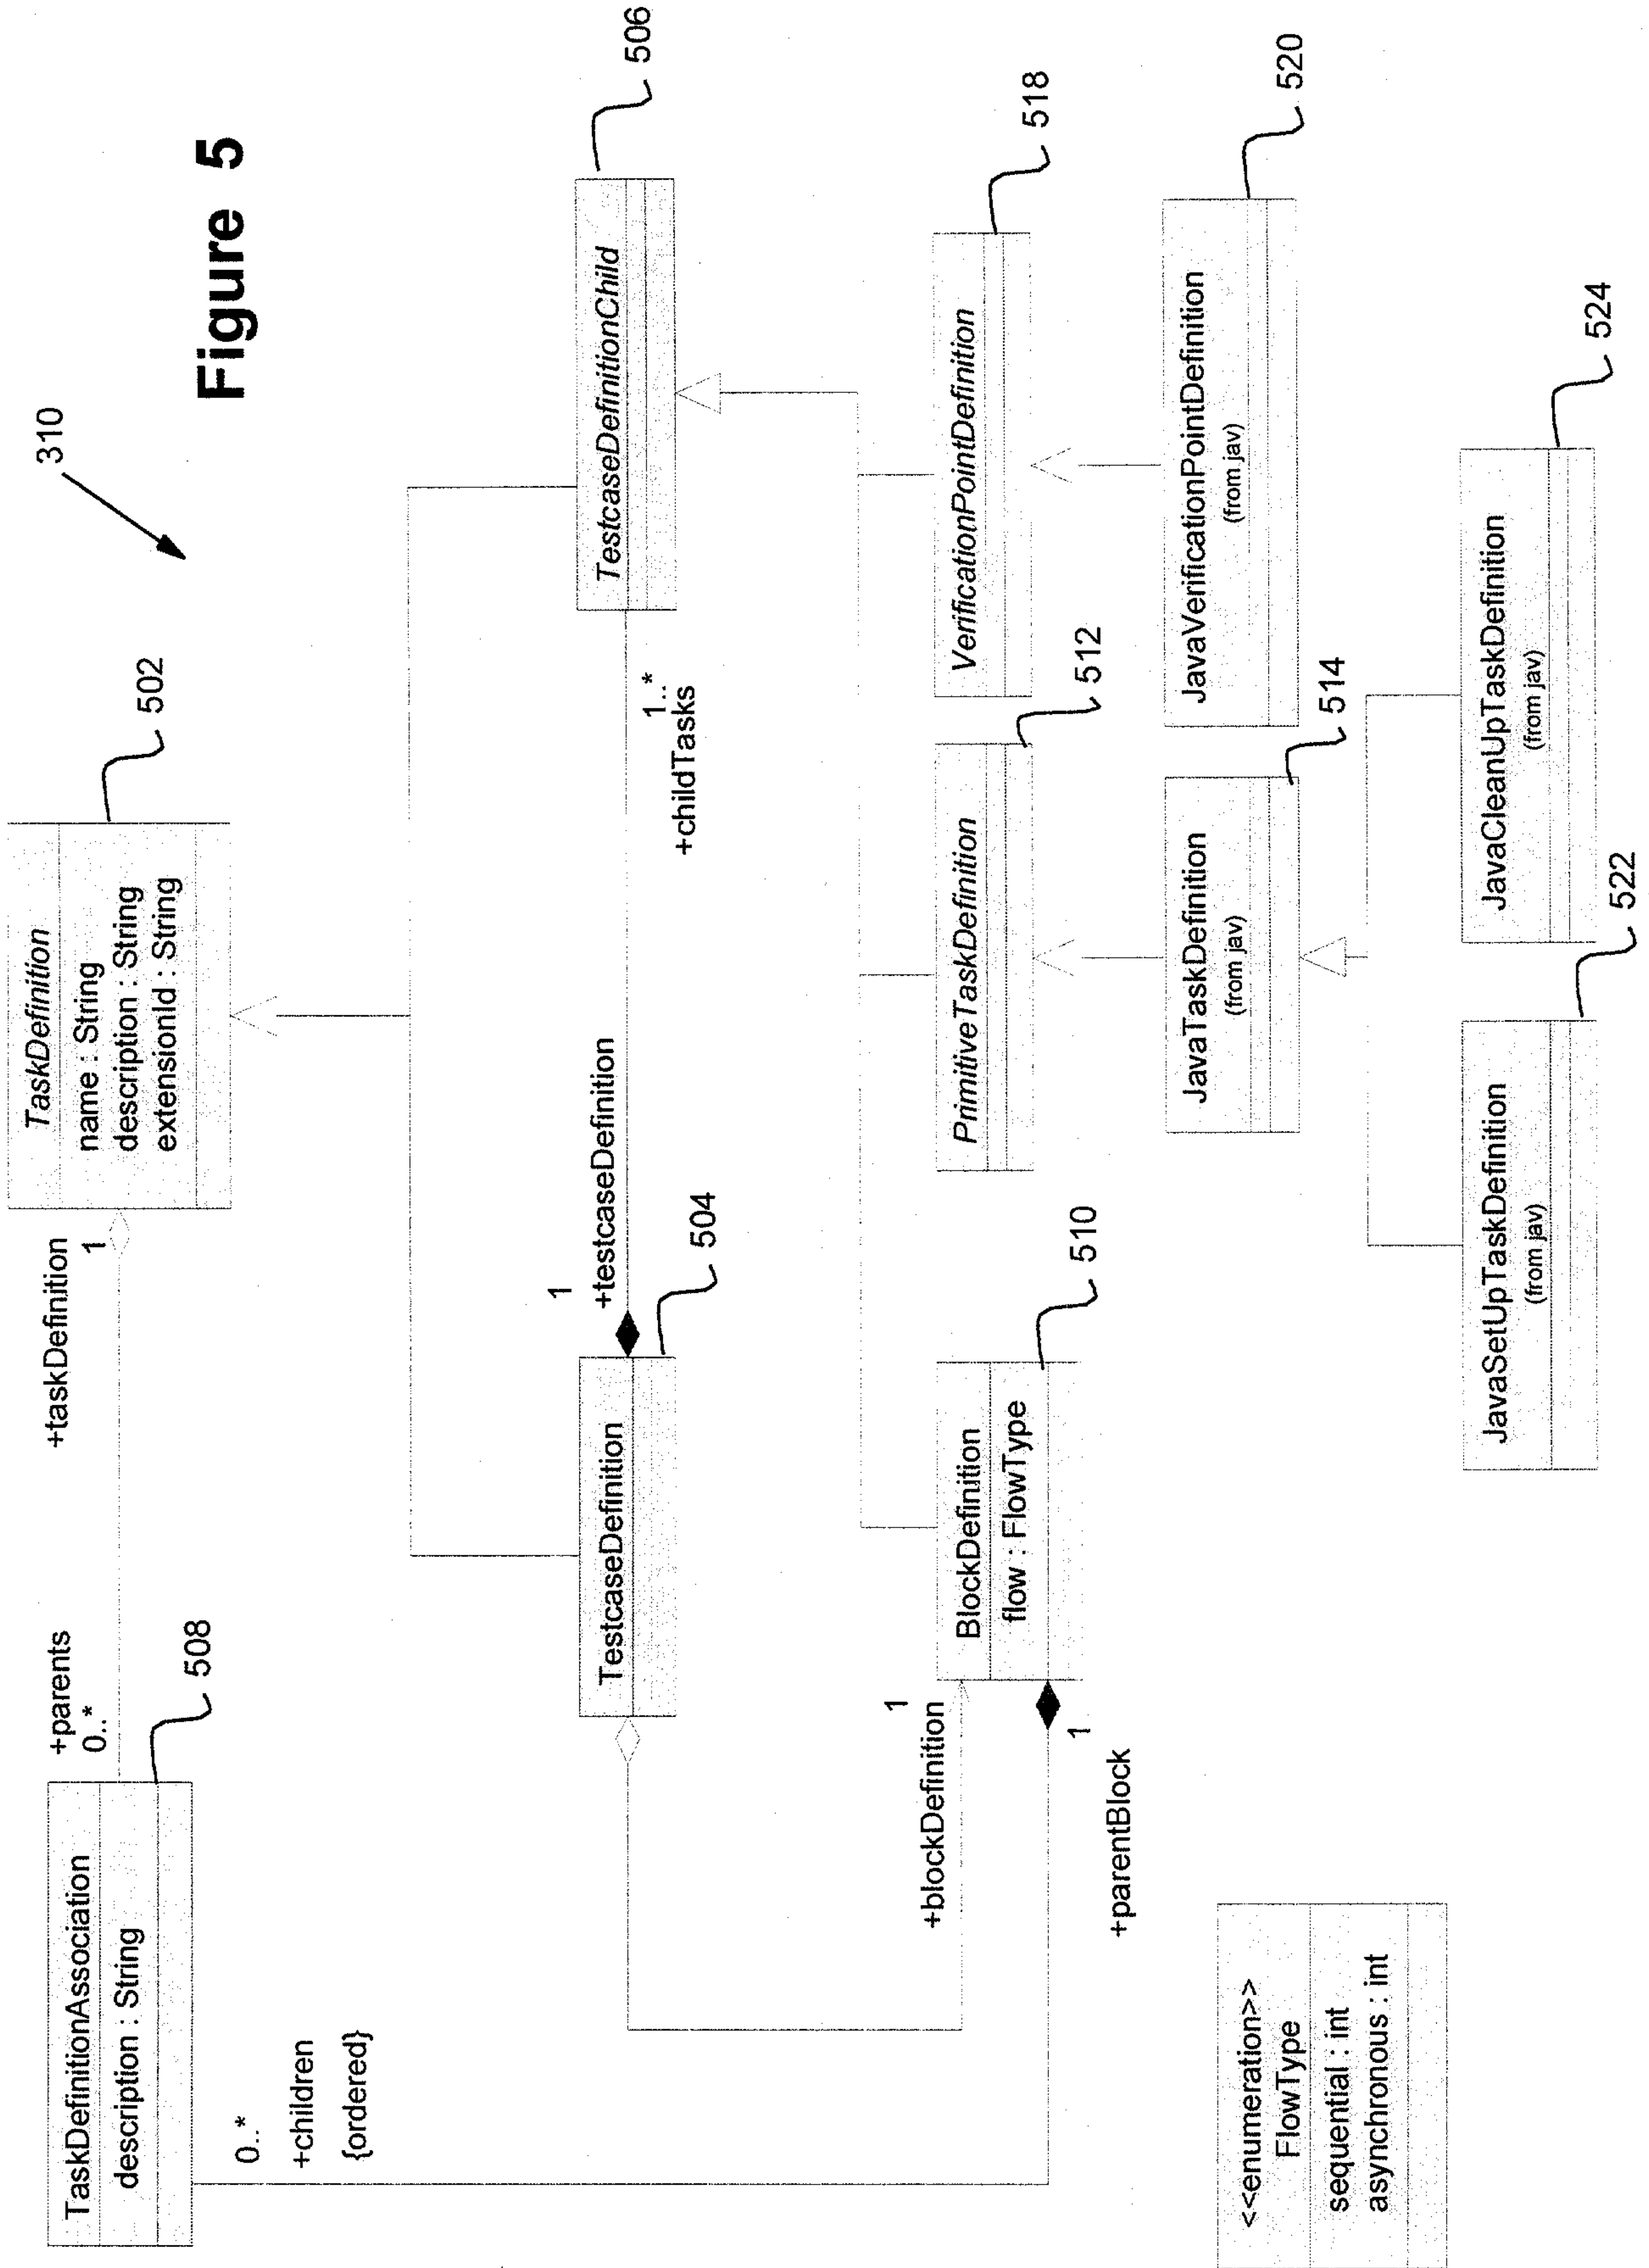 Figure 5
310
TaskDefinitionAssociation
description : String
508
+parents
0..*
+taskDefinition
1
TaskDefinition
name : String
description : String
extensionId : String
502
0..*
+children
{ordered}
TestcaseDefinition
504
1
+testcaseDefinition
1..*
+childTasks
TestcaseDefinitionChild
506
1
+blockDefinition
BlockDefinition
flow : FlowType
510
1
+parentBlock
PrimitiveTaskDefinition
512
VerificationPointDefinition
518
<<enumeration>>
FlowType
sequential : int
asynchronous : int
JavaTaskDefinition
(from jav)
514
JavaVerificationPointDefinition
(from jav)
520
JavaSetUpTaskDefinition
(from jav)
522
JavaCleanUpTaskDefinition
(from jav)
524